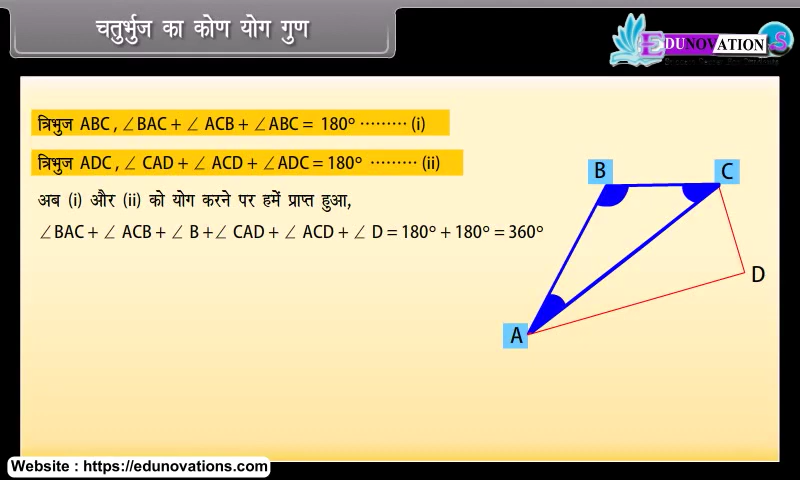 चतुर्भुज का कोण योग गुण
EDUNOVATIONS
त्रिभुज ABC , ∠BAC + ∠ ACB + ∠ABC = 180° ········· (i)
त्रिभुज ADC , ∠ CAD + ∠ ACD + ∠ADC = 180° ········· (ii)
अब (i) और (ii) को योग करने पर हमें प्राप्त हुआ,
∠BAC + ∠ ACB + ∠ B +∠ CAD + ∠ ACD + ∠ D = 180° + 180° = 360°
B
C
D
A
Website : https://edunovations.com